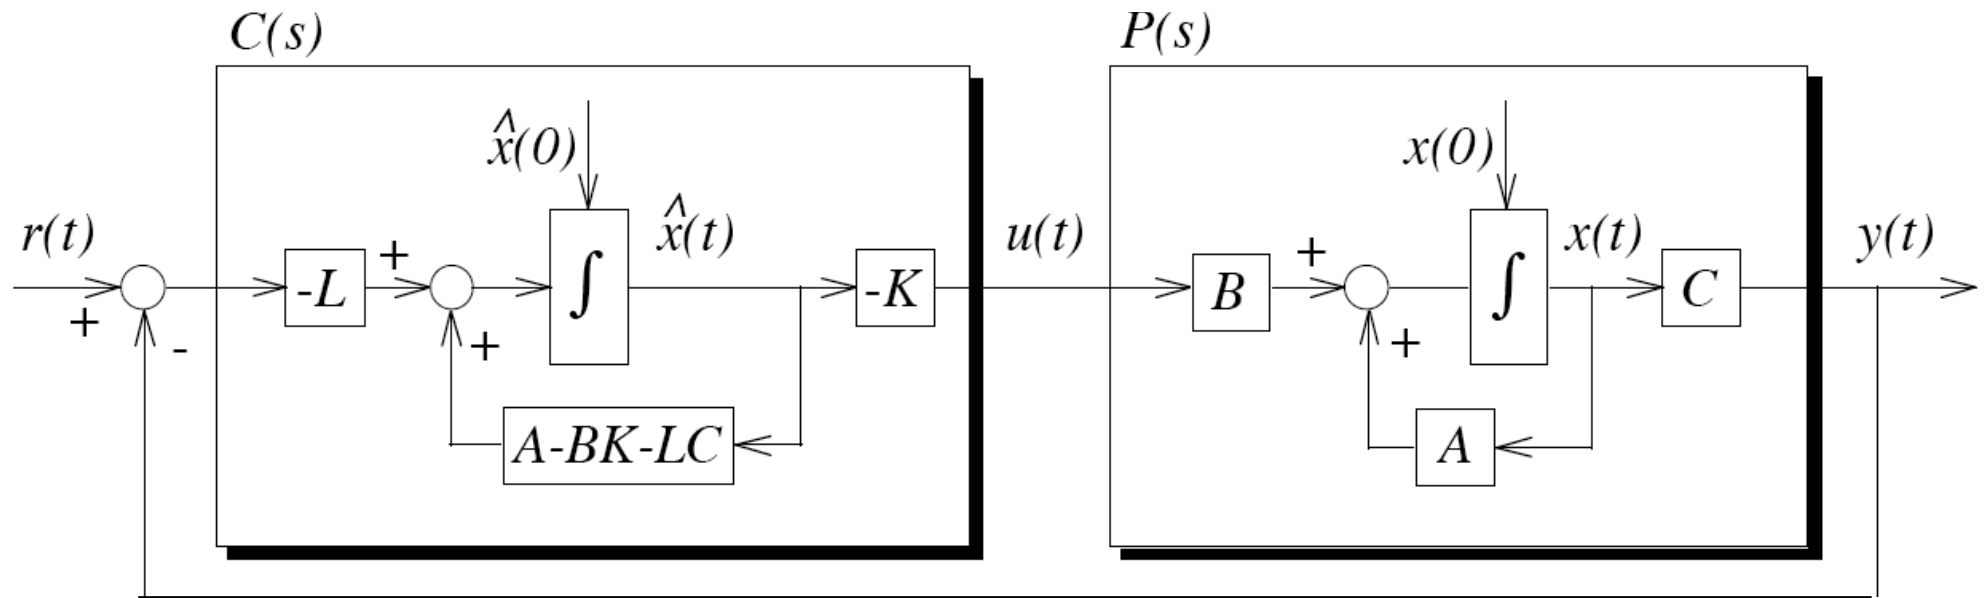 C(s) P(s)
x̂(0) x(0)
r(t) x̂(t) u(t) x(t) y(t)
+ +
-L ∫ -K B ∫ C
+ - + +
A-BK-LC A